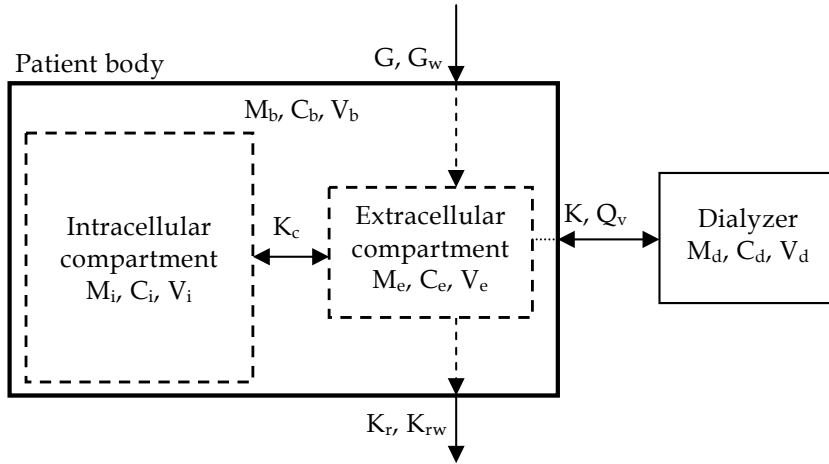 G, G_w
Patient body
M_b, C_b, V_b
Intracellular
compartment
M_i, C_i, V_i
K_c
Extracellular
compartment
M_e, C_e, V_e
K, Q_v
Dialyzer
M_d, C_d, V_d
K_r, K_rw